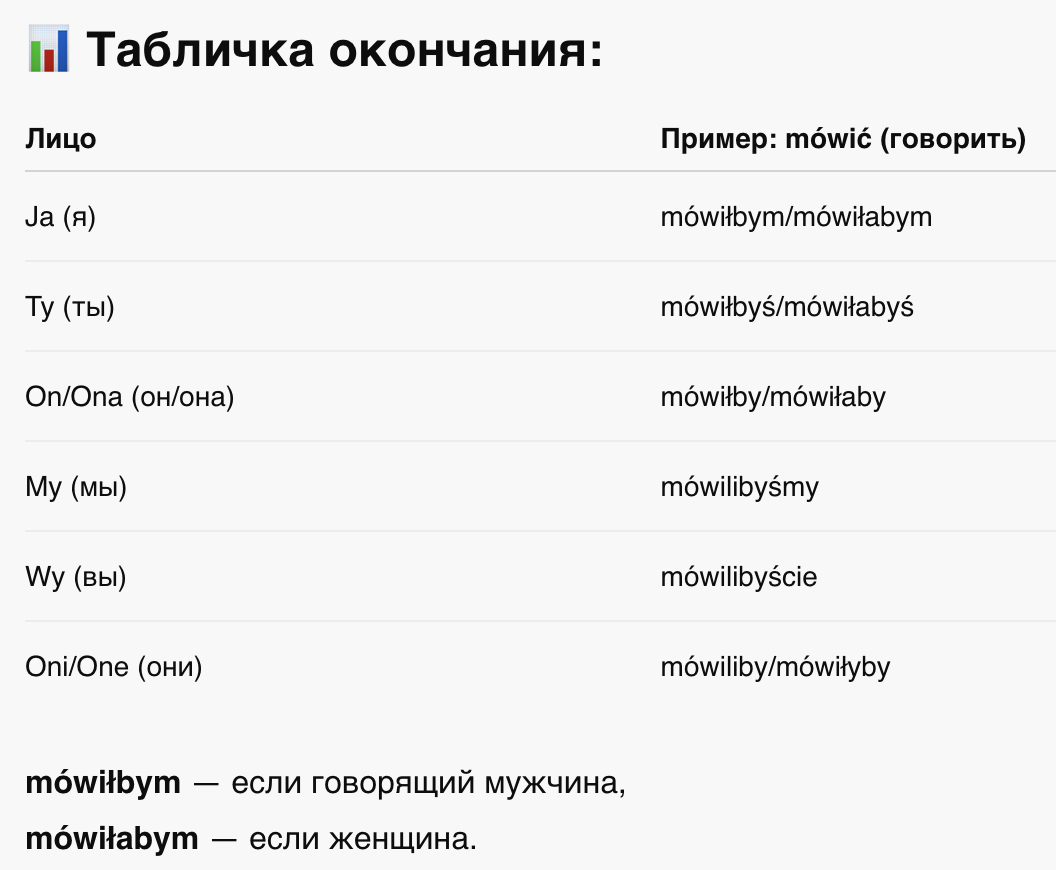 📊 Табличка окончания:
Лицо Пример: mówić (говорить)
Ja (я) mówiłbym/mówiłabym
Ty (ты) mówiłbyś/mówiłabyś
On/Ona (он/она) mówiłby/mówiłaby
My (мы) mówilibyśmy
Wy (вы) mówilibyście
Oni/One (они) mówiliby/mówiłyby
mówiłbym — если говорящий мужчина,
mówiłabym — если женщина.